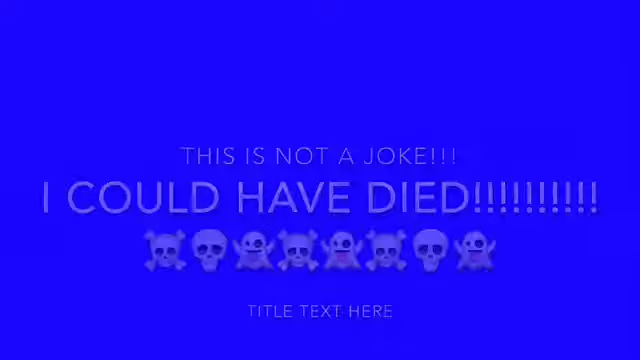 THIS IS NOT A JOKE!!!
I COULD HAVE DIED!!!!!!!!!!
☠️💀👻☠️👻☠️💀👻
TITLE TEXT HERE